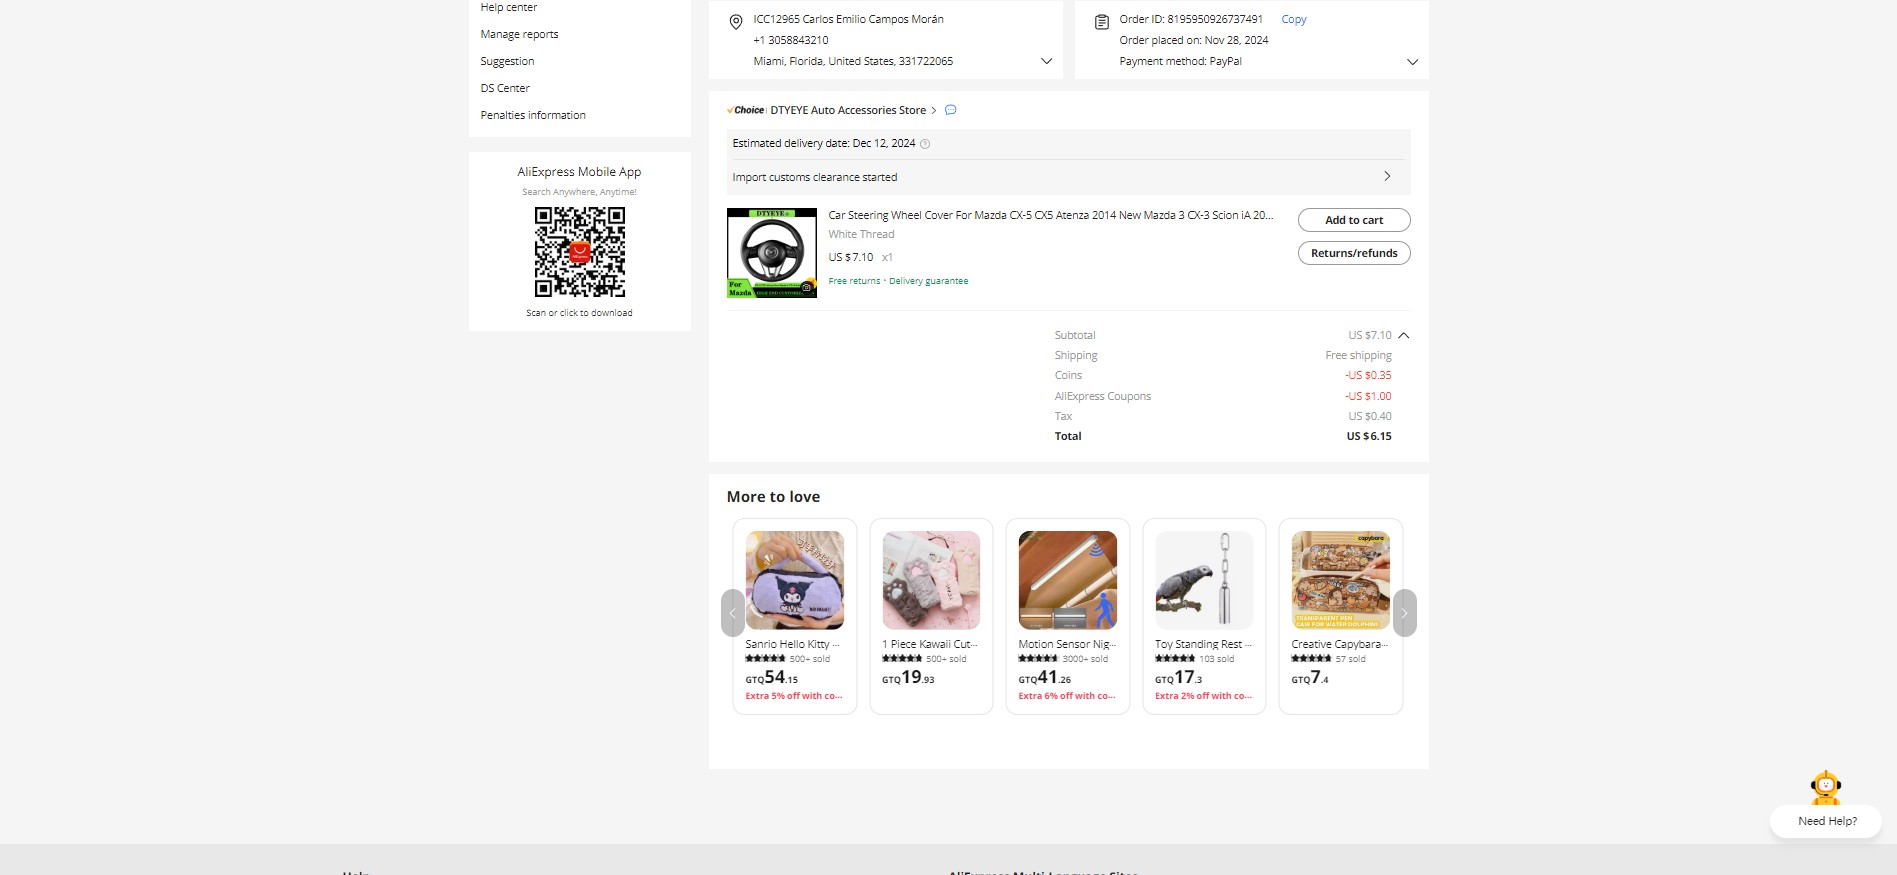 Help center
Manage reports
Suggestion
DS Center
Penalties information
AliExpress Mobile App
Search Anywhere, Anytime!
Scan or click to download
ICC12965 Carlos Emilio Campos Morán
+1 3058843210
Miami, Florida, United States, 331722065
Order ID: 8195950926737491 Copy
Order placed on: Nov 28, 2024
Payment method: PayPal
Choice DTYEYE Auto Accessories Store
Estimated delivery date: Dec 12, 2024
Import customs clearance started
DTYEYE
For
Mazda
Car Steering Wheel Cover For Mazda CX-5 CX5 Atenza 2014 New Mazda 3 CX-3 Scion iA 20...
White Thread
US $7.10 x1
Free returns · Delivery guarantee
Add to cart
Returns/refunds
Subtotal US $7.10
Shipping Free shipping
Coins -US $0.35
AliExpress Coupons -US $1.00
Tax US $0.40
Total US $6.15
More to love
Sanrio Hello Kitty ...
500+ sold
GTQ54.15
Extra 5% off with co...
1 Piece Kawaii Cut...
500+ sold
GTQ19.93
Motion Sensor Nig...
3000+ sold
GTQ41.26
Extra 6% off with co...
Toy Standing Rest ...
103 sold
GTQ17.3
Extra 2% off with co...
capybara
TRANSPARENT PEN
CASE FOR WATER DOLPHINS
Creative Capybara...
57 sold
GTQ7.4
Need Help?
Help
AliExpress Multi-Language Sites